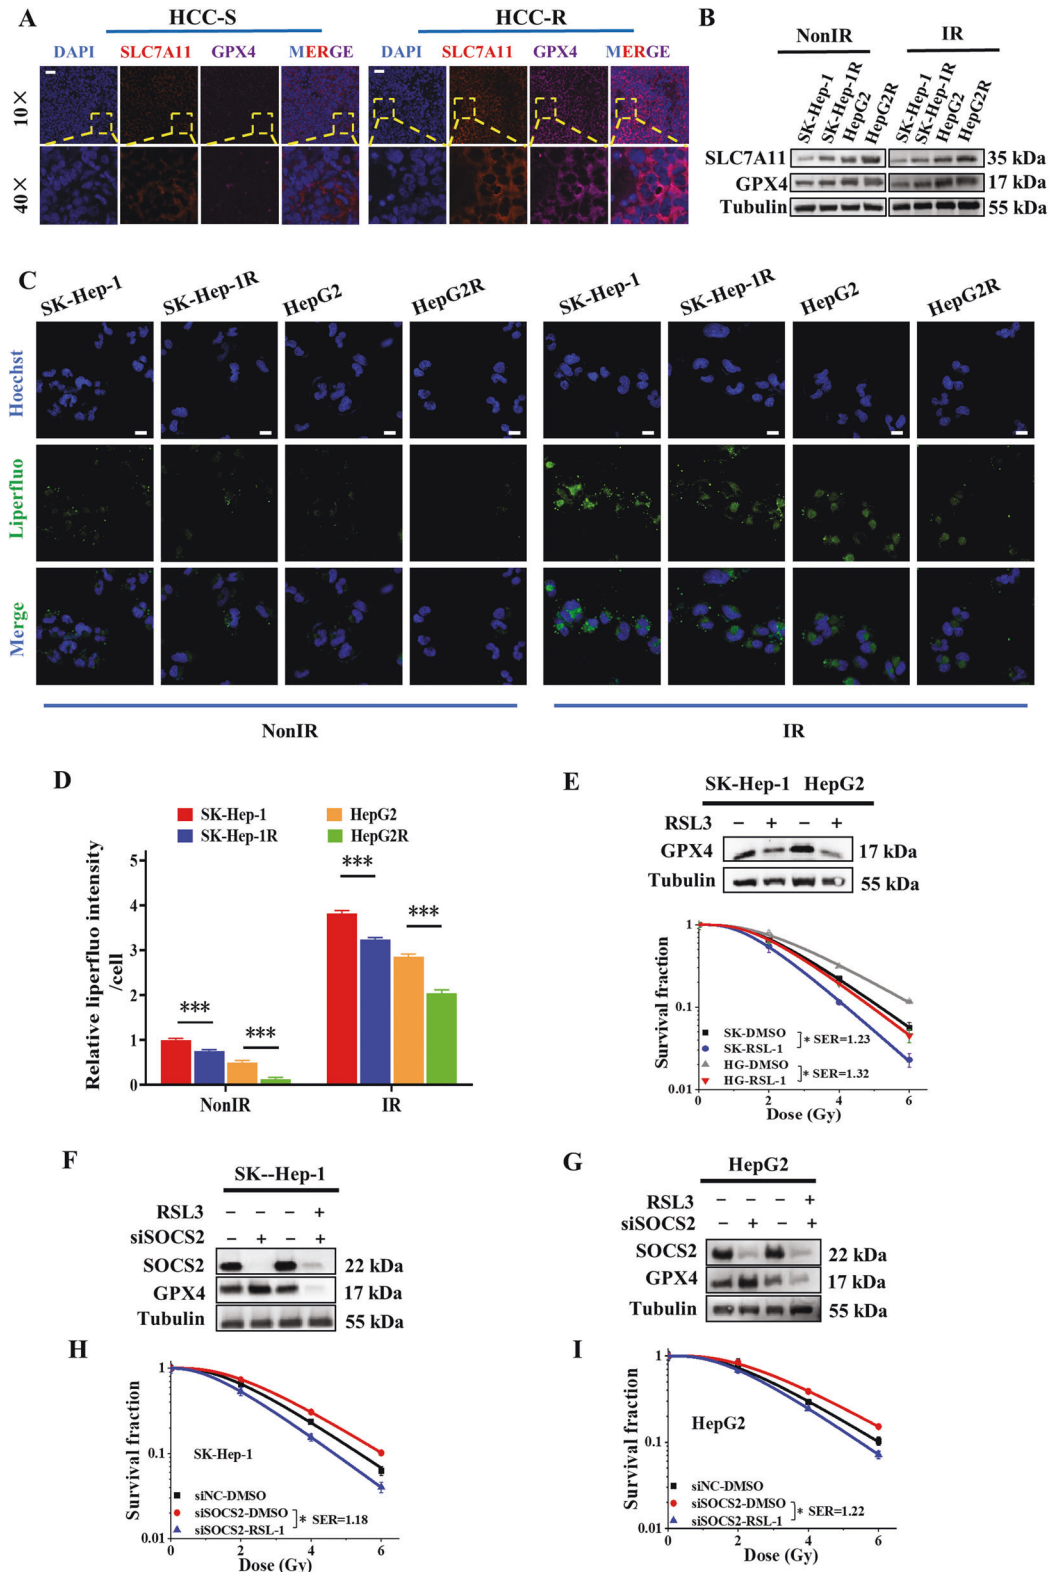 A
HCC-S
HCC-R
DAPI SLC7A11 GPX4 MERGE DAPI SLC7A11 GPX4 MERGE
10×
40×
B
NonIR IR
SK-Hep-1 SK-Hep-1R HepG2 HepG2R SK-Hep-1 SK-Hep-1R HepG2 HepG2R
SLC7A11 35 kDa
GPX4 17 kDa
Tubulin 55 kDa
C
SK-Hep-1 SK-Hep-1R HepG2 HepG2R SK-Hep-1 SK-Hep-1R HepG2 HepG2R
Hoechst
Liperfluo
Merge
NonIR IR
D
SK-Hep-1 HepG2
SK-Hep-1R HepG2R
Relative liperfluo intensity
/cell
5
4
3
2
1
0
*** *** *** ***
NonIR IR
E
SK-Hep-1 HepG2
RSL3 – + – +
GPX4 17 kDa
Tubulin 55 kDa
Survival fraction
1
0.1
0.01
SK-DMSO
SK-RSL-1
* SER=1.23
HG-DMSO
HG-RSL-1
* SER=1.32
0 2 4 6
Dose (Gy)
F
SK--Hep-1
RSL3 – – – +
siSOCS2 – + – +
SOCS2 22 kDa
GPX4 17 kDa
Tubulin 55 kDa
G
HepG2
RSL3 – – – +
siSOCS2 – + – +
SOCS2 22 kDa
GPX4 17 kDa
Tubulin 55 kDa
H
Survival fraction
1
0.1
0.01
SK-Hep-1
siNC-DMSO
siSOCS2-DMSO
siSOCS2-RSL-1
* SER=1.18
0 2 4 6
Dose (Gy)
I
Survival fraction
1
0.1
0.01
HepG2
siNC-DMSO
siSOCS2-DMSO
siSOCS2-RSL-1
* SER=1.22
0 2 4 6
Dose (Gy)